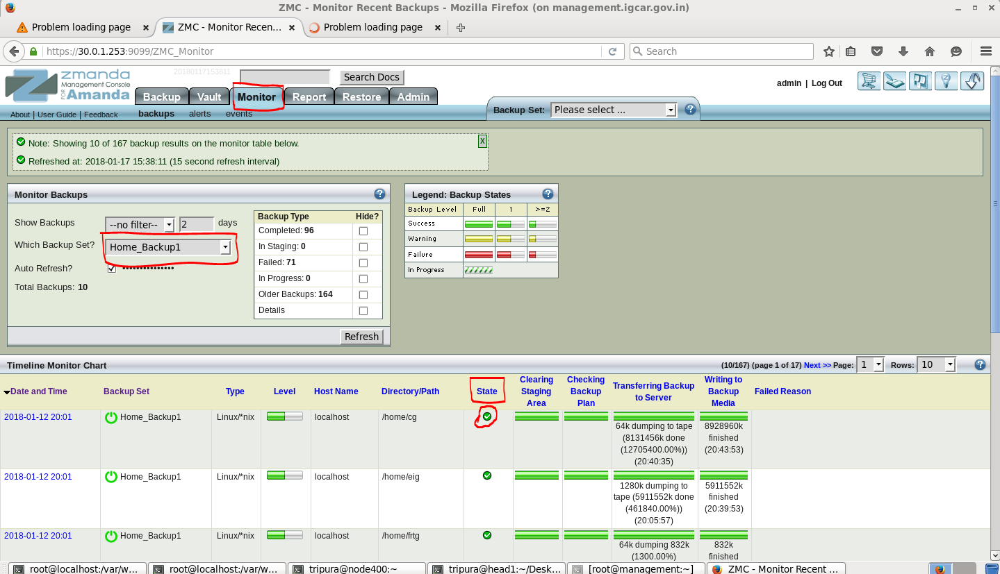 ZMC - Monitor Recent Backups - Mozilla Firefox (on management.igcar.gov.in)
Problem loading page
ZMC - Monitor Recen...
Problem loading page
https://30.0.1.253:9099/ZMC_Monitor
Search
zmanda
Management Console
FOR Amanda
20180117153811
Search Docs
admin | Log Out
Backup Vault Monitor Report Restore Admin
About | User Guide | Feedback
backups alerts events
Backup Set: Please select ...
Note: Showing 10 of 167 backup results on the monitor table below.
X
Refreshed at: 2018-01-17 15:38:11 (15 second refresh interval)
Monitor Backups
Show Backups --no filter-- 2 days
Which Backup Set? Home_Backup1
Auto Refresh?
Total Backups: 10
Backup Type Hide?
Completed: 96
In Staging: 0
Failed: 71
In Progress: 0
Older Backups: 164
Details
Refresh
Legend: Backup States
Backup Level Full 1 >=2
Success
Warning
Failure
In Progress
Timeline Monitor Chart
(10/167) (page 1 of 17) Next >> Page: 1 Rows: 10
Date and Time Backup Set Type Level Host Name Directory/Path State Clearing Staging Area Checking Backup Plan Transferring Backup to Server Writing to Backup Media Failed Reason
2018-01-12 20:01 Home_Backup1 Linux/*nix localhost /home/cg
64k dumping to tape (8131456k done (12705400.00%)) (20:40:35)
8928960k finished (20:43:53)
2018-01-12 20:01 Home_Backup1 Linux/*nix localhost /home/eig
1280k dumping to tape (5911552k done (461840.00%)) (20:05:57)
5911552k finished (20:39:53)
2018-01-12 20:01 Home_Backup1 Linux/*nix localhost /home/frtg
64k dumping 832k (1300.00%)
832k finished
root@localhost:/var/w...
root@localhost:/var/w...
tripura@node400:~
tripura@head1:~/Desk...
[root@management:~]
ZMC - Monitor Recent ...